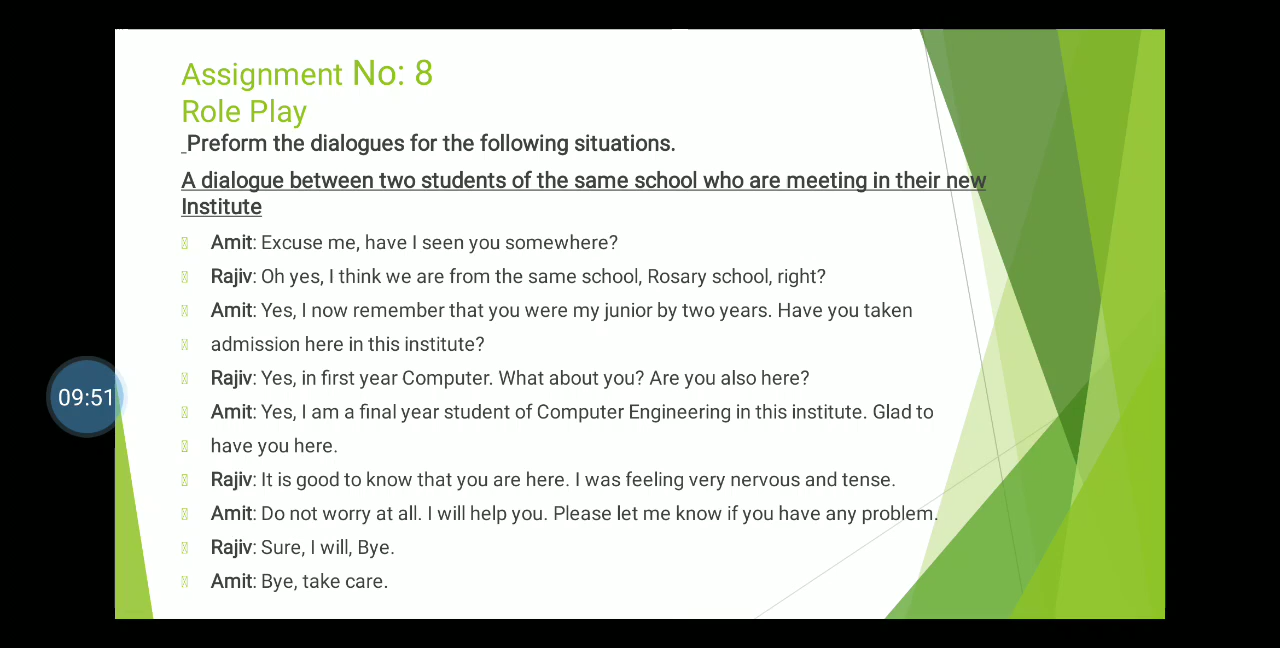 Assignment No: 8
Role Play
Preform the dialogues for the following situations.
A dialogue between two students of the same school who are meeting in their new
Institute
Amit: Excuse me, have I seen you somewhere?
Rajiv: Oh yes, I think we are from the same school, Rosary school, right?
Amit: Yes, I now remember that you were my junior by two years. Have you taken
admission here in this institute?
Rajiv: Yes, in first year Computer. What about you? Are you also here?
Amit: Yes, I am a final year student of Computer Engineering in this institute. Glad to
have you here.
Rajiv: It is good to know that you are here. I was feeling very nervous and tense.
Amit: Do not worry at all. I will help you. Please let me know if you have any problem.
Rajiv: Sure, I will, Bye.
Amit: Bye, take care.
09:51